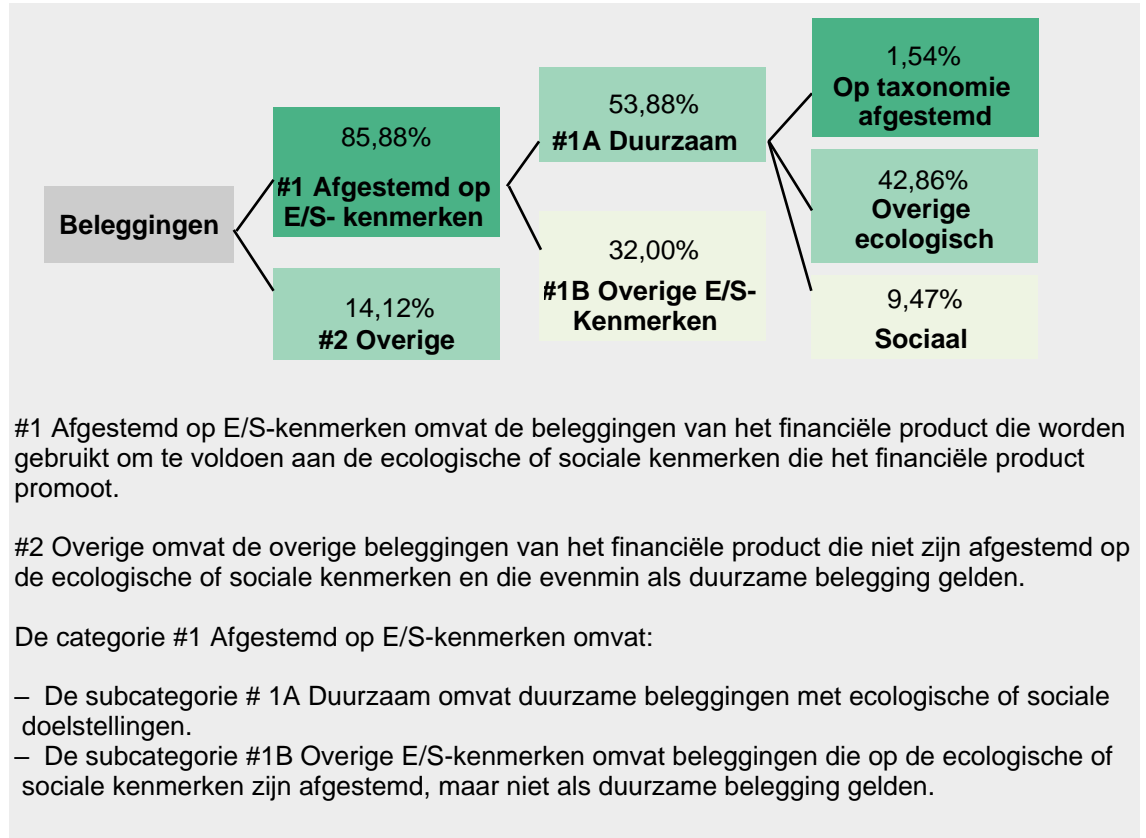 Beleggingen
85,88%
#1 Afgestemd op
E/S- kenmerken
14,12%
#2 Overige
53,88%
#1A Duurzaam
32,00%
#1B Overige E/S-
Kenmerken
1,54%
Op taxonomie
afgestemd
42,86%
Overige
ecologisch
9,47%
Sociaal
#1 Afgestemd op E/S-kenmerken omvat de beleggingen van het financiële product die worden
gebruikt om te voldoen aan de ecologische of sociale kenmerken die het financiële product
promoot.
#2 Overige omvat de overige beleggingen van het financiële product die niet zijn afgestemd op
de ecologische of sociale kenmerken en die evenmin als duurzame belegging gelden.
De categorie #1 Afgestemd op E/S-kenmerken omvat:
– De subcategorie # 1A Duurzaam omvat duurzame beleggingen met ecologische of sociale
doelstellingen.
– De subcategorie #1B Overige E/S-kenmerken omvat beleggingen die op de ecologische of
sociale kenmerken zijn afgestemd, maar niet als duurzame belegging gelden.